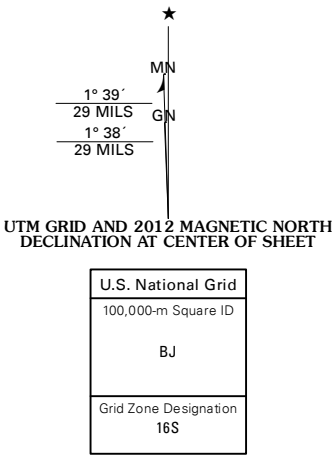 ★
MN
1° 39´
29 MILS
GN
1° 38´
29 MILS
UTM GRID AND 2012 MAGNETIC NORTH
DECLINATION AT CENTER OF SHEET
U.S. National Grid
100,000-m Square ID
BJ
Grid Zone Designation
16S